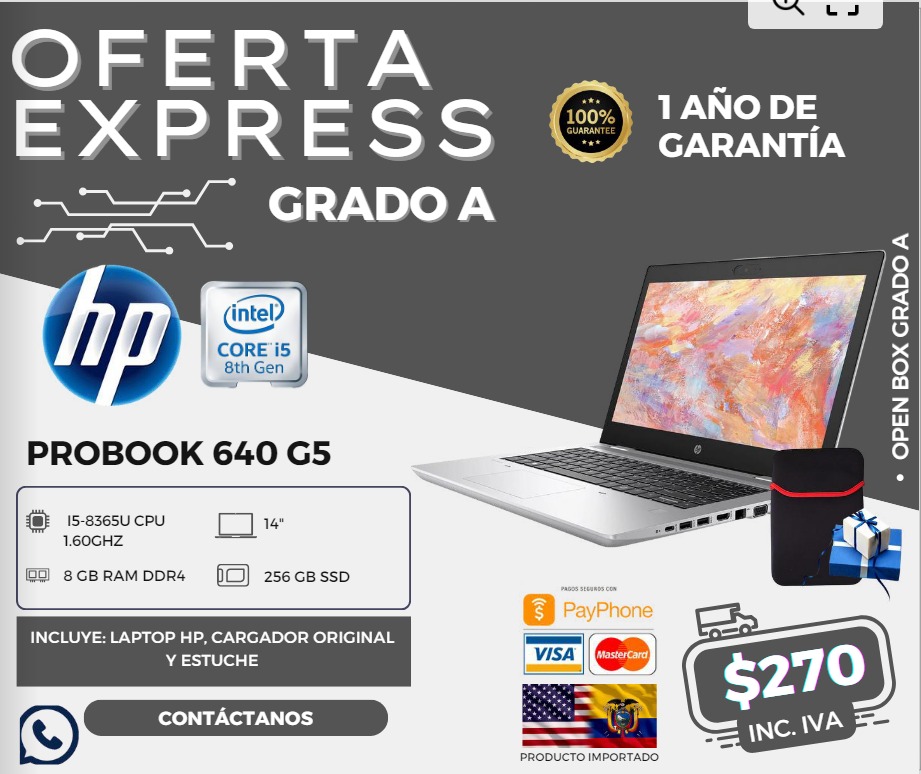 OFERTA
EXPRESS
GRADO A
100%
GUARANTEE
1 AÑO DE
GARANTÍA
OPEN BOX GRADO A
hp
intel
CORE™ i5
8th Gen
PROBOOK 640 G5
I5-8365U CPU
1.60GHZ
14"
8 GB RAM DDR4
256 GB SSD
INCLUYE: LAPTOP HP, CARGADOR ORIGINAL
Y ESTUCHE
CONTÁCTANOS
PAGOS SEGUROS CON
PayPhone
VISA
MasterCard
PRODUCTO IMPORTADO
$270
INC. IVA